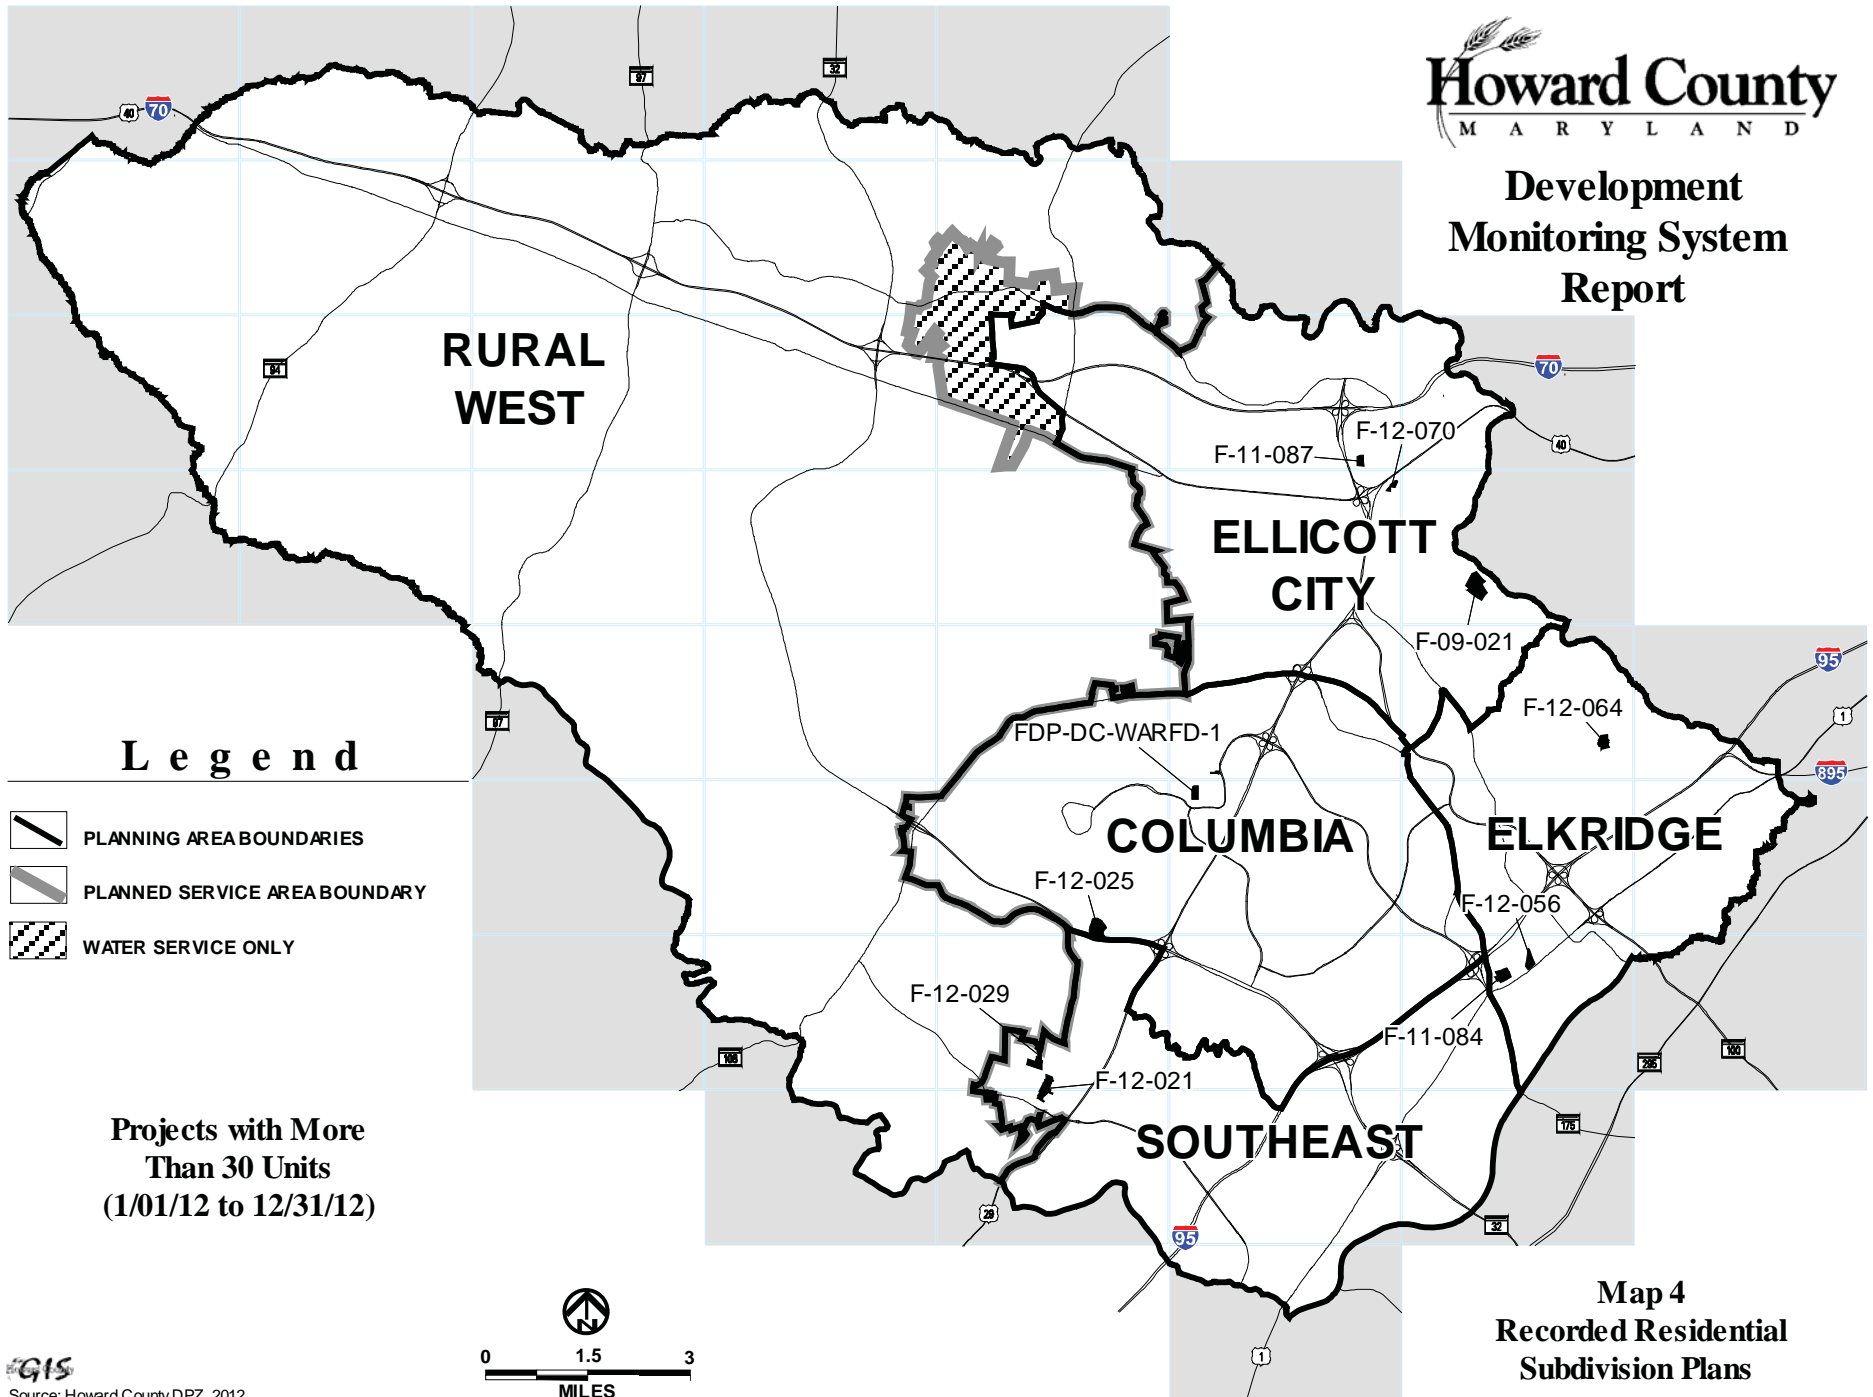 Howard County
MARYLAND
Development
Monitoring System
Report
40
70
97
32
94
RURAL
WEST
70
40
F-12-070
F-11-087
ELLICOTT
CITY
F-09-021
95
1
895
97
F-12-064
FDP-DC-WARFD-1
COLUMBIA
ELKRIDGE
F-12-025
F-12-056
F-12-029
F-11-084
F-12-021
108
295
100
175
SOUTHEAST
29
95
32
1
Legend
PLANNING AREA BOUNDARIES
PLANNED SERVICE AREA BOUNDARY
WATER SERVICE ONLY
Projects with More
Than 30 Units
(1/01/12 to 12/31/12)
N
0 1.5 3
MILES
Map 4
Recorded Residential
Subdivision Plans
Howard County
GIS
Source: Howard County DPZ, 2012